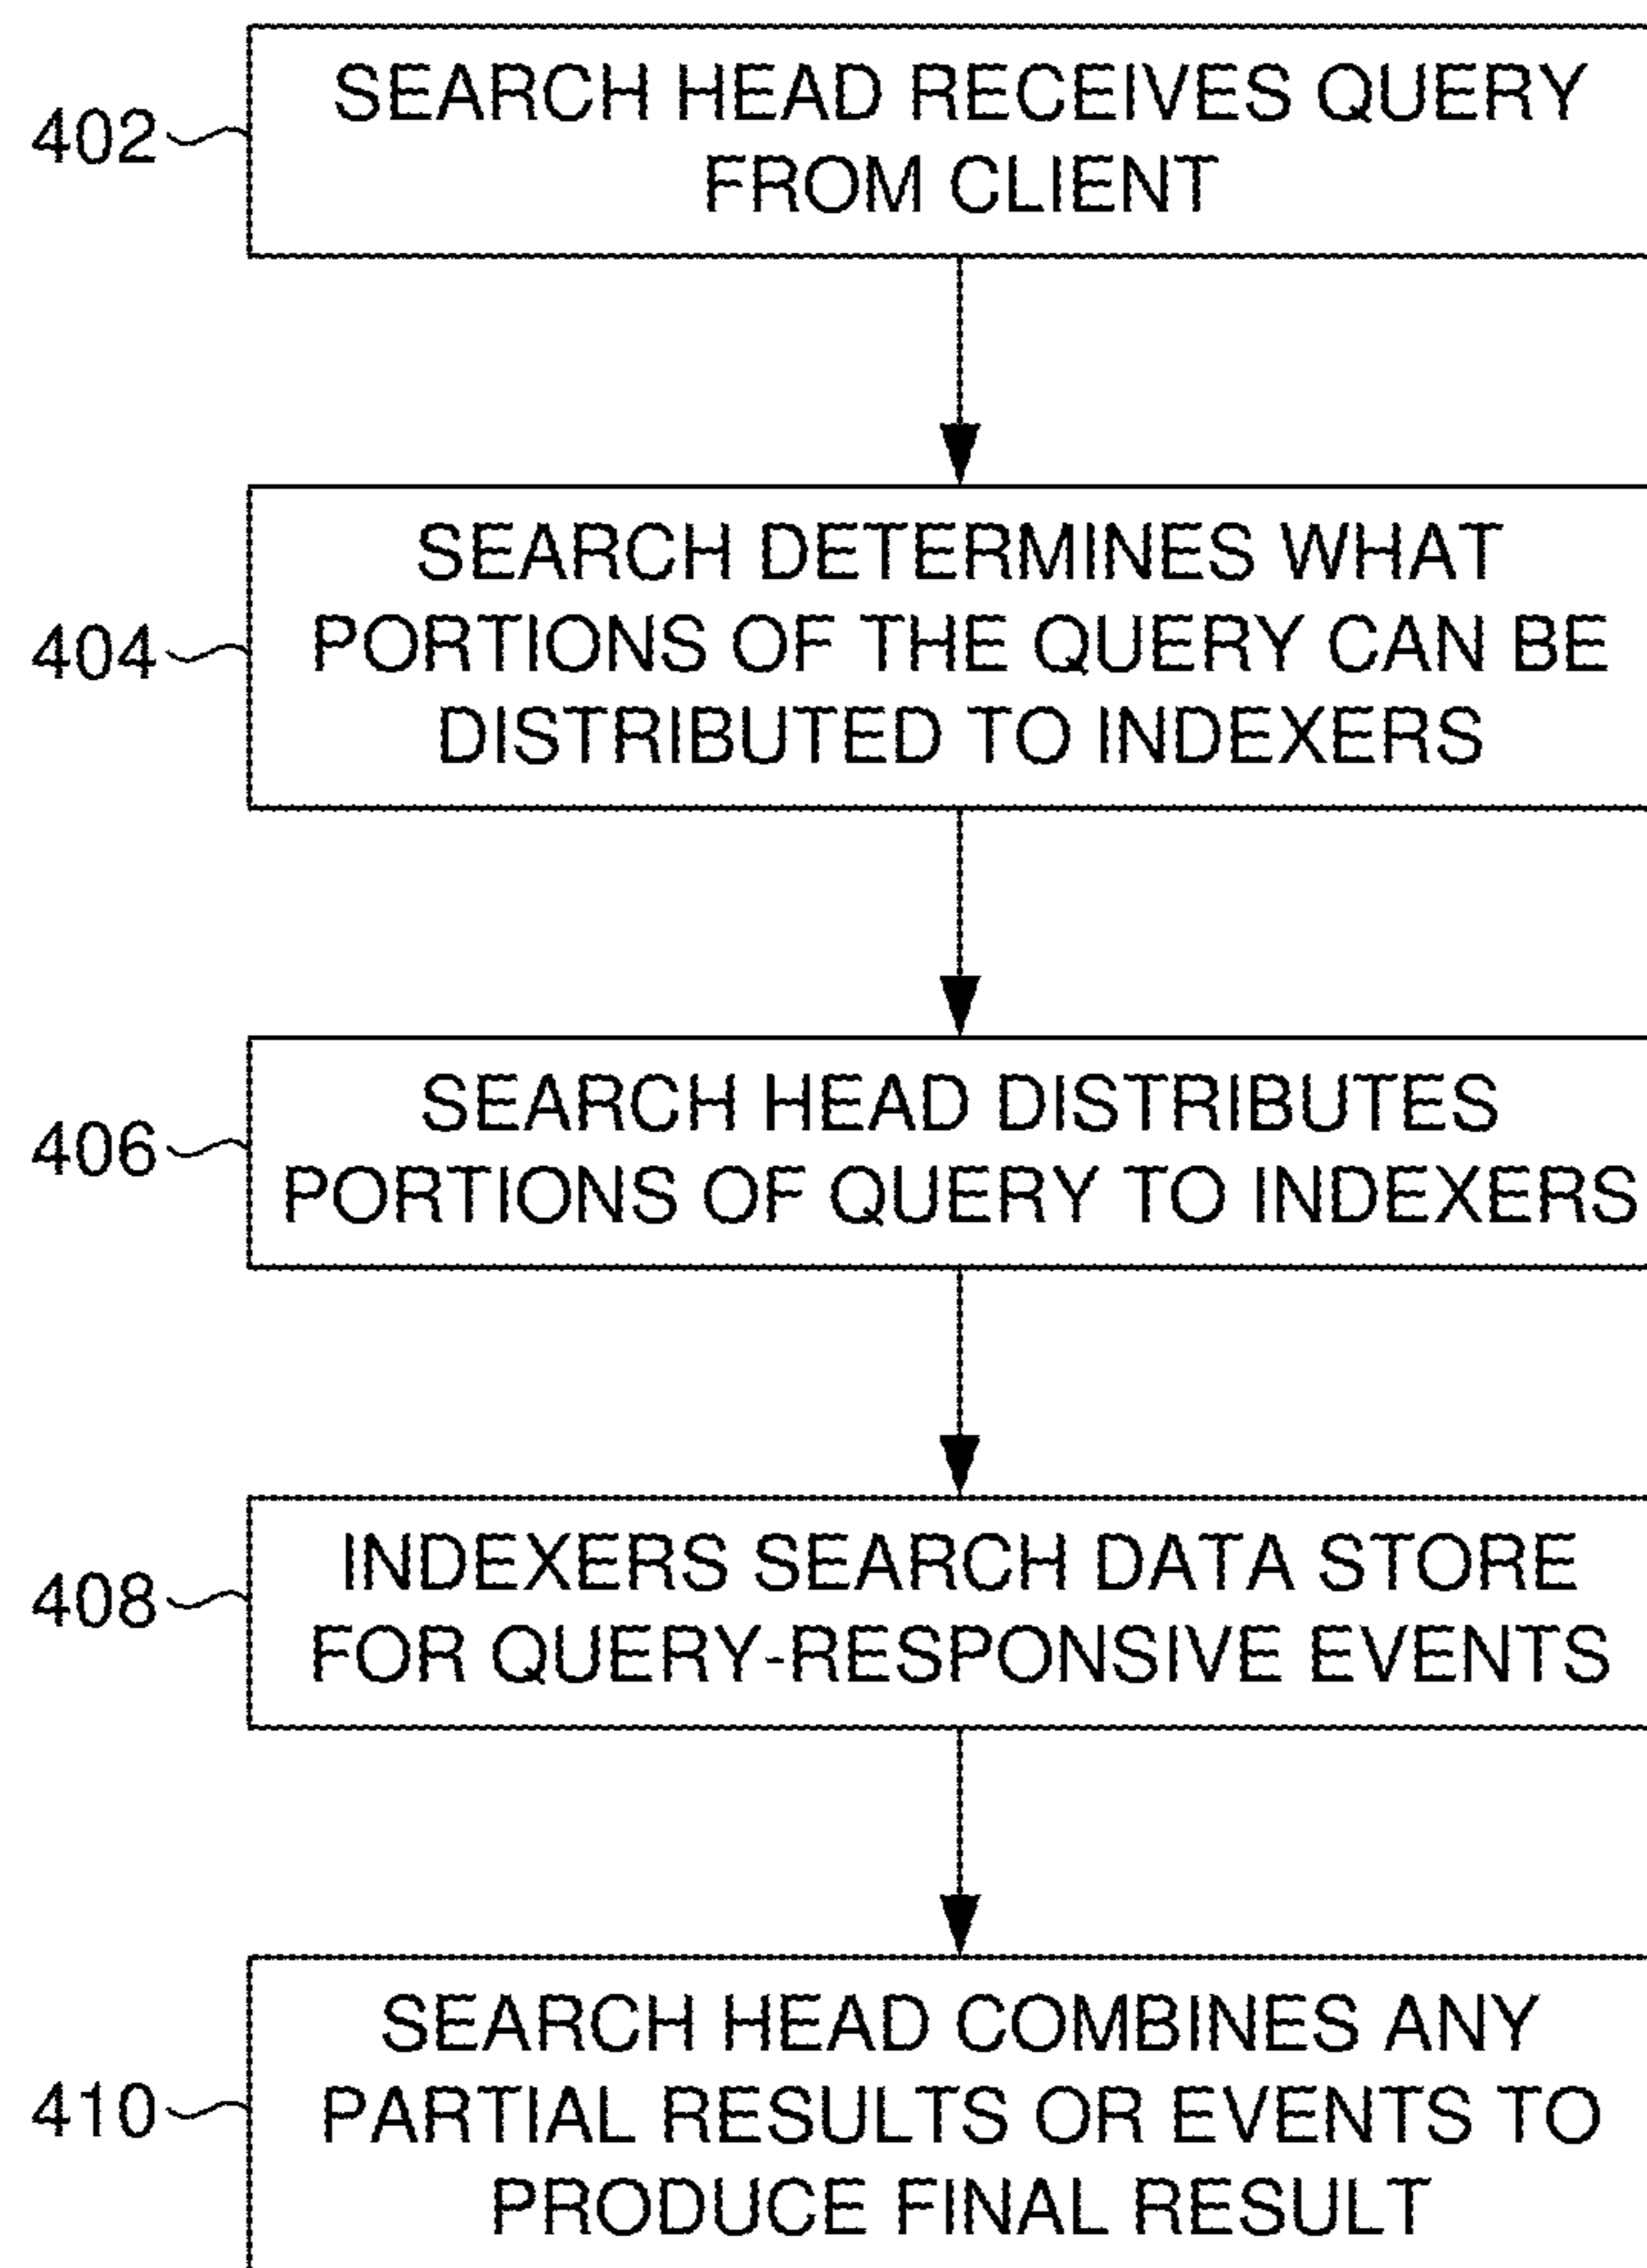 402
SEARCH HEAD RECEIVES QUERY
FROM CLIENT
404
SEARCH DETERMINES WHAT
PORTIONS OF THE QUERY CAN BE
DISTRIBUTED TO INDEXERS
406
SEARCH HEAD DISTRIBUTES
PORTIONS OF QUERY TO INDEXERS
408
INDEXERS SEARCH DATA STORE
FOR QUERY-RESPONSIVE EVENTS
410
SEARCH HEAD COMBINES ANY
PARTIAL RESULTS OR EVENTS TO
PRODUCE FINAL RESULT